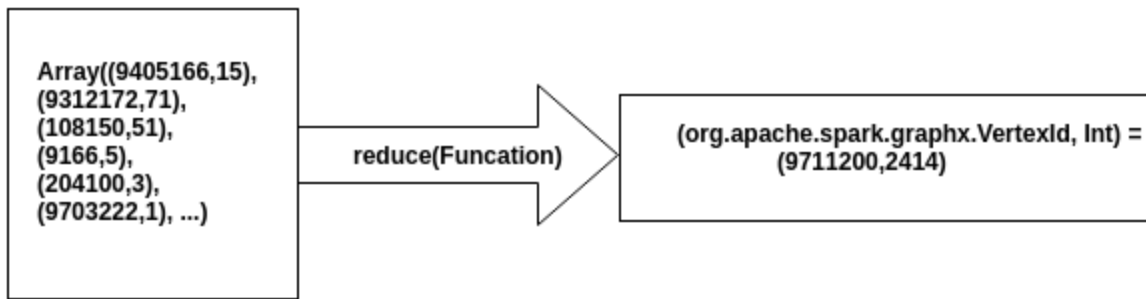 Array((9405166,15),
(9312172,71),
(108150,51),
(9166,5),
(204100,3),
(9703222,1), ...)
reduce(Funcation)
(org.apache.spark.graphx.VertexId, Int) =
(9711200,2414)